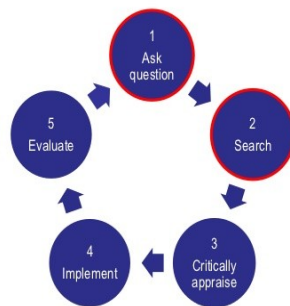 1
Ask
question
2
Search
3
Critically
appraise
4
Implement
5
Evaluate